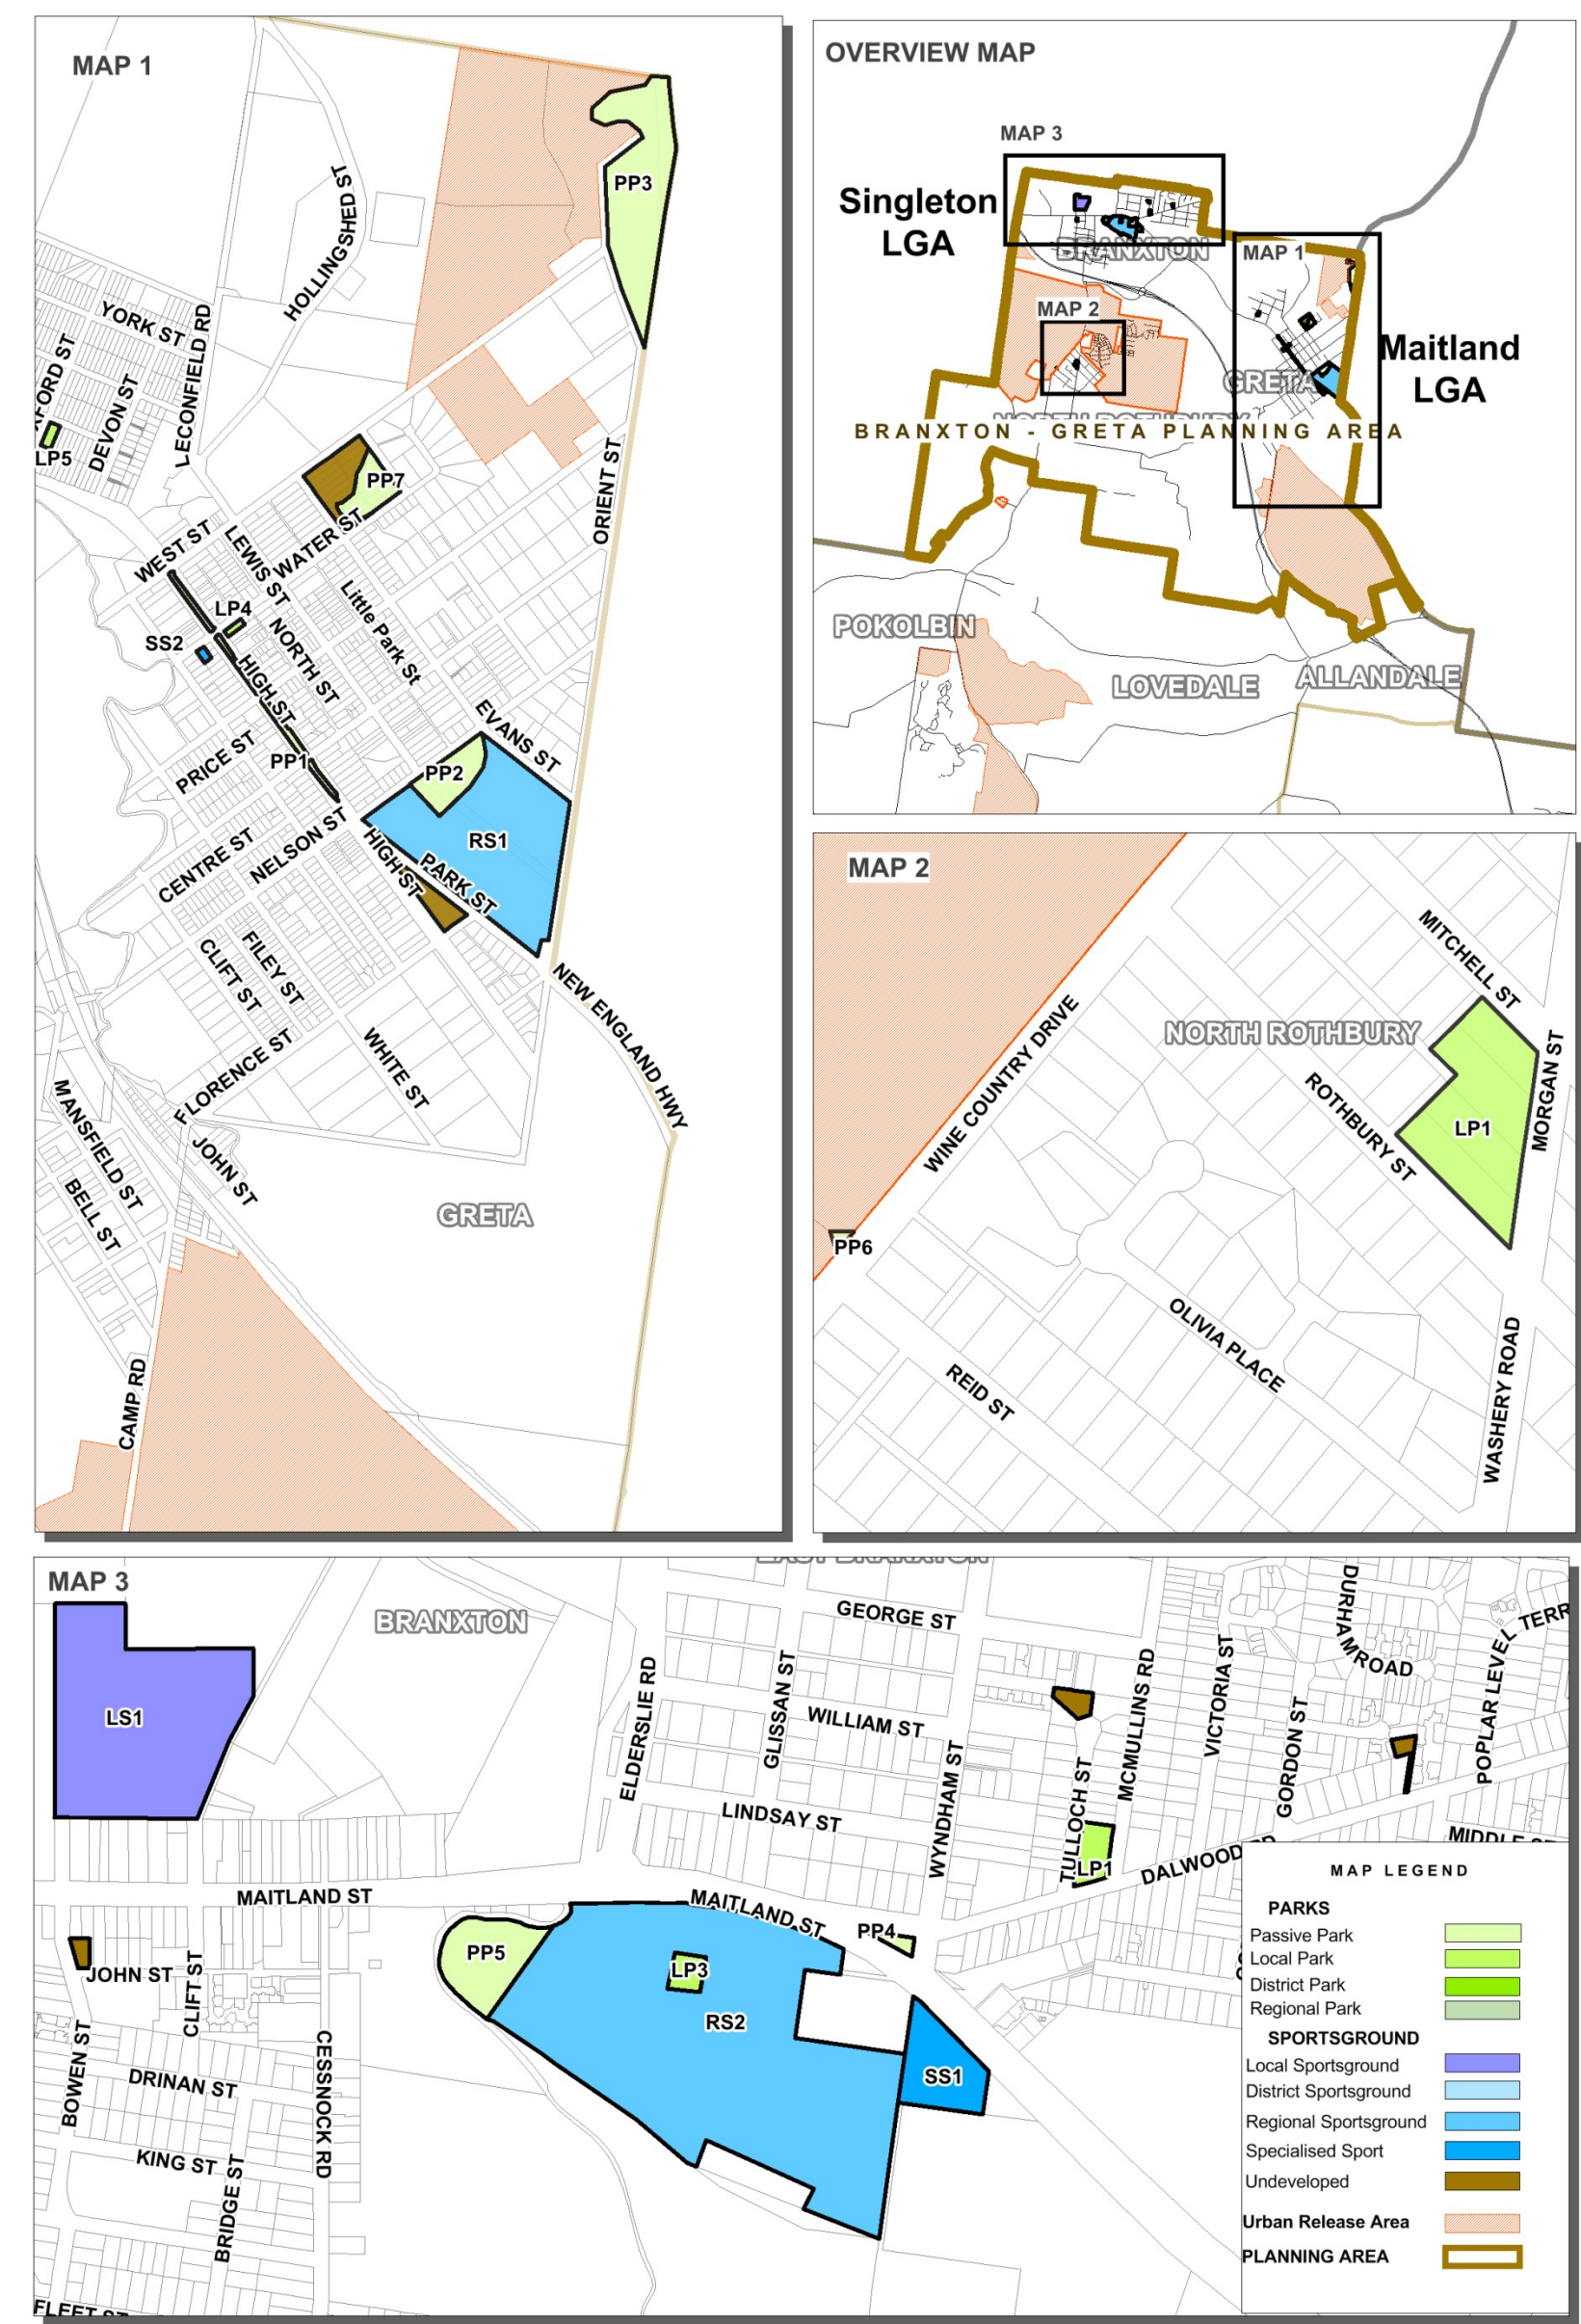 MAP 1
HOLLINGSHED ST
PP3
YORK ST
LECONFIELD RD
DEVON ST
LP5
PP7
ORIENT ST
WEST ST
LEWIS ST
WATER ST
LP4
Little Park St
SS2
NORTH ST
HIGH ST
EVANS ST
PRICE ST
PP1
PP2
RS1
CENTRE ST
NELSON ST
HIGH ST
PARK ST
CLIFT ST
FILEY ST
NEW ENGLAND HWY
FLORENCE ST
WHITE ST
MANSFIELD ST
JOHN ST
BELL ST
GRETA
CAMP RD
OVERVIEW MAP
MAP 3
Singleton
LGA
BRANXTON
MAP 1
MAP 2
Maitland
LGA
GRETA
NORTH ROTHBURY
BRANXTON - GRETA PLANNING AREA
POKOLBIN
LOVEDALE
ALLANDALE
MAP 2
MITCHELL ST
NORTH ROTHBURY
WINE COUNTRY DRIVE
ROTHBURY ST
LP1
MORGAN ST
PP6
OLIVIA PLACE
REID ST
WASHERY ROAD
MAP 3
EAST BRANXTON
BRANXTON
GEORGE ST
DURHAM ROAD
POPLAR LEVEL TERR
LS1
ELDERSLIE RD
GLISSAN ST
WILLIAM ST
WYNDHAM ST
MCMULLINS RD
VICTORIA ST
GORDON ST
TULLOCH ST
LINDSAY ST
LP1
DALWOOD RD
MAITLAND ST
MAITLAND ST
PP4
PP5
LP3
RS2
SS1
JOHN ST
CLIFT ST
BOWEN ST
DRINAN ST
CESSNOCK RD
KING ST
BRIDGE ST
MAP LEGEND
PARKS
Passive Park
Local Park
District Park
Regional Park
SPORTSGROUND
Local Sportsground
District Sportsground
Regional Sportsground
Specialised Sport
Undeveloped
Urban Release Area
PLANNING AREA